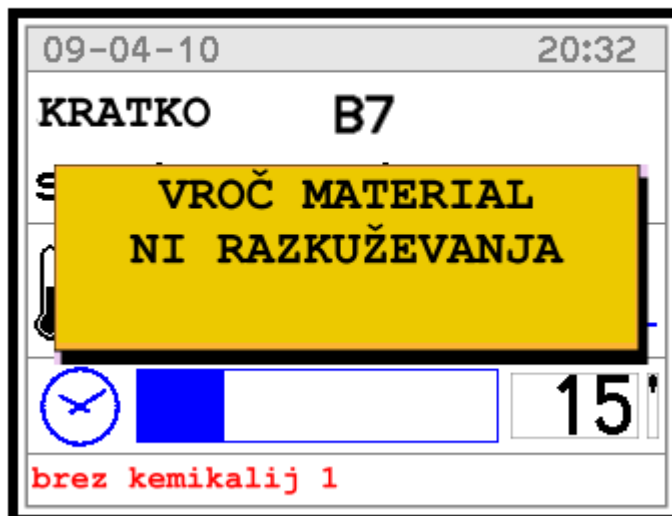 09-04-10 20:32
KRATKO B7
VROČ MATERIAL
NI RAZKUŽEVANJA
15'
brez kemikalij 1